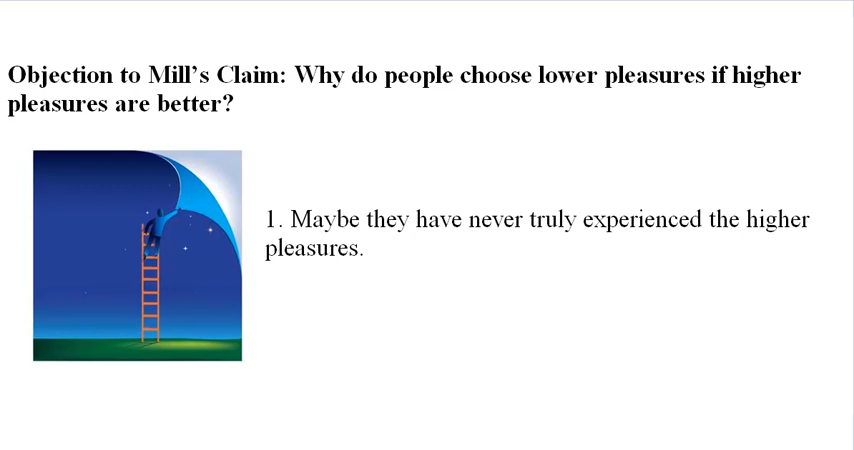 Objection to Mill's Claim: Why do people choose lower pleasures if higher
pleasures are better?
1. Maybe they have never truly experienced the higher
pleasures.